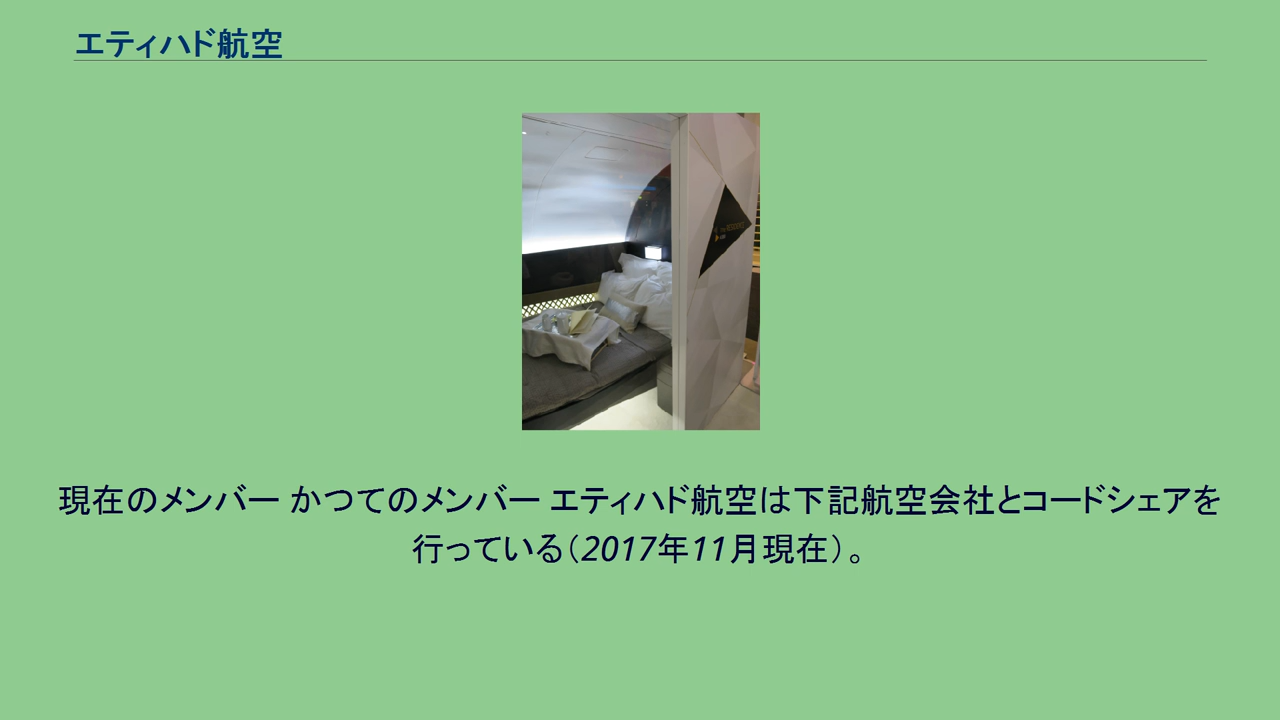 エティハド航空
現在のメンバー かつてのメンバー エティハド航空は下記航空会社とコードシェアを
行っている（2017年11月現在）。